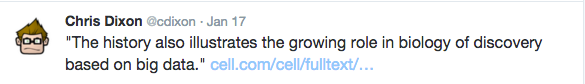 Chris Dixon @cdixon · Jan 17
"The history also illustrates the growing role in biology of discovery
based on big data." cell.com/cell/fulltext/…